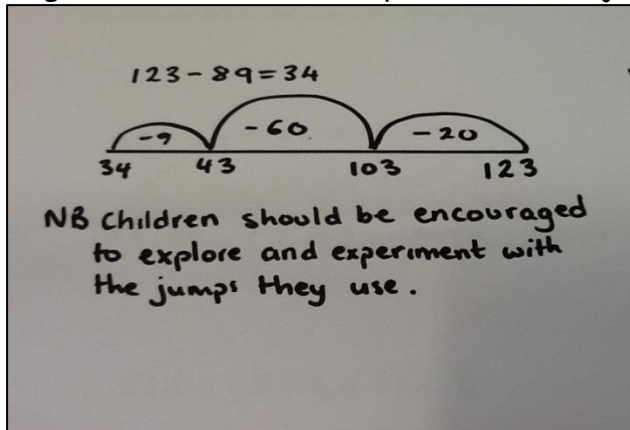 123 - 89 = 34
-9 -60 -20
34 43 103 123
NB Children should be encouraged
to explore and experiment with
the jumps they use.